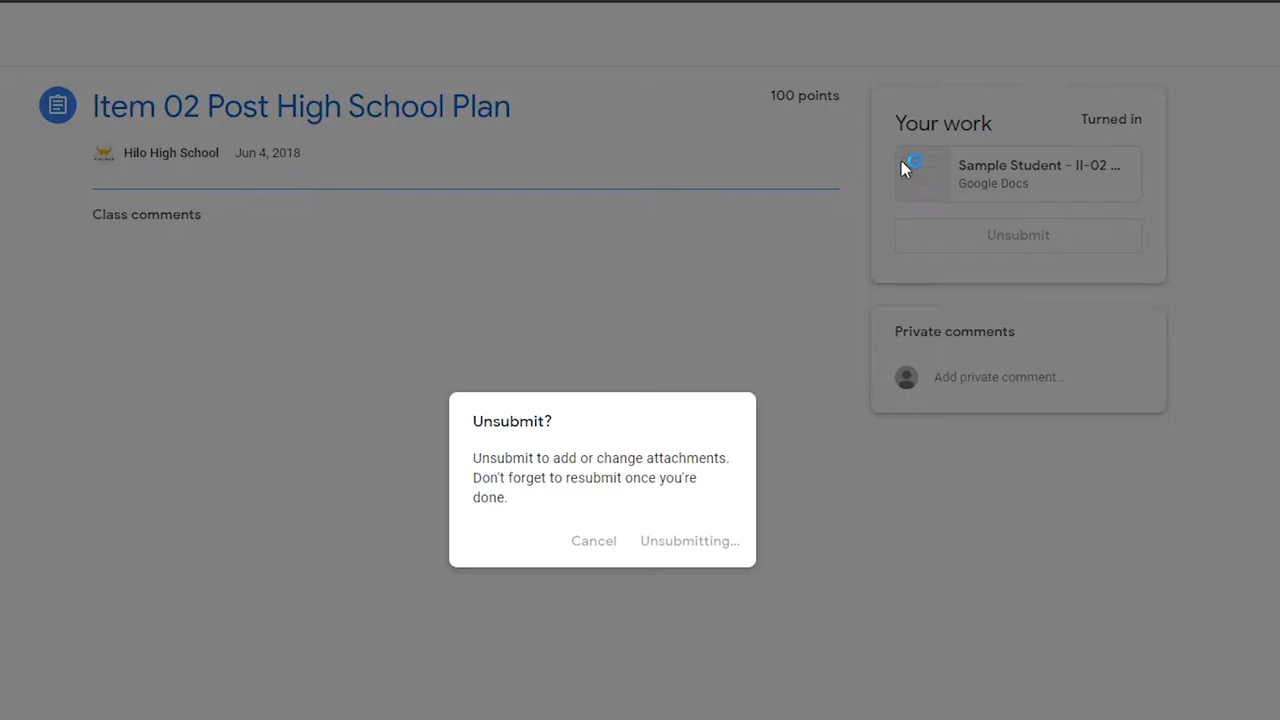 Item 02 Post High School Plan
100 points
Hilo High School Jun 4, 2018
Class comments
Your work
Turned in
Sample Student - II-02 ...
Google Docs
Unsubmit
Private comments
Add private comment...
Unsubmit?
Unsubmit to add or change attachments.
Don't forget to resubmit once you're
done.
Cancel Unsubmitting...